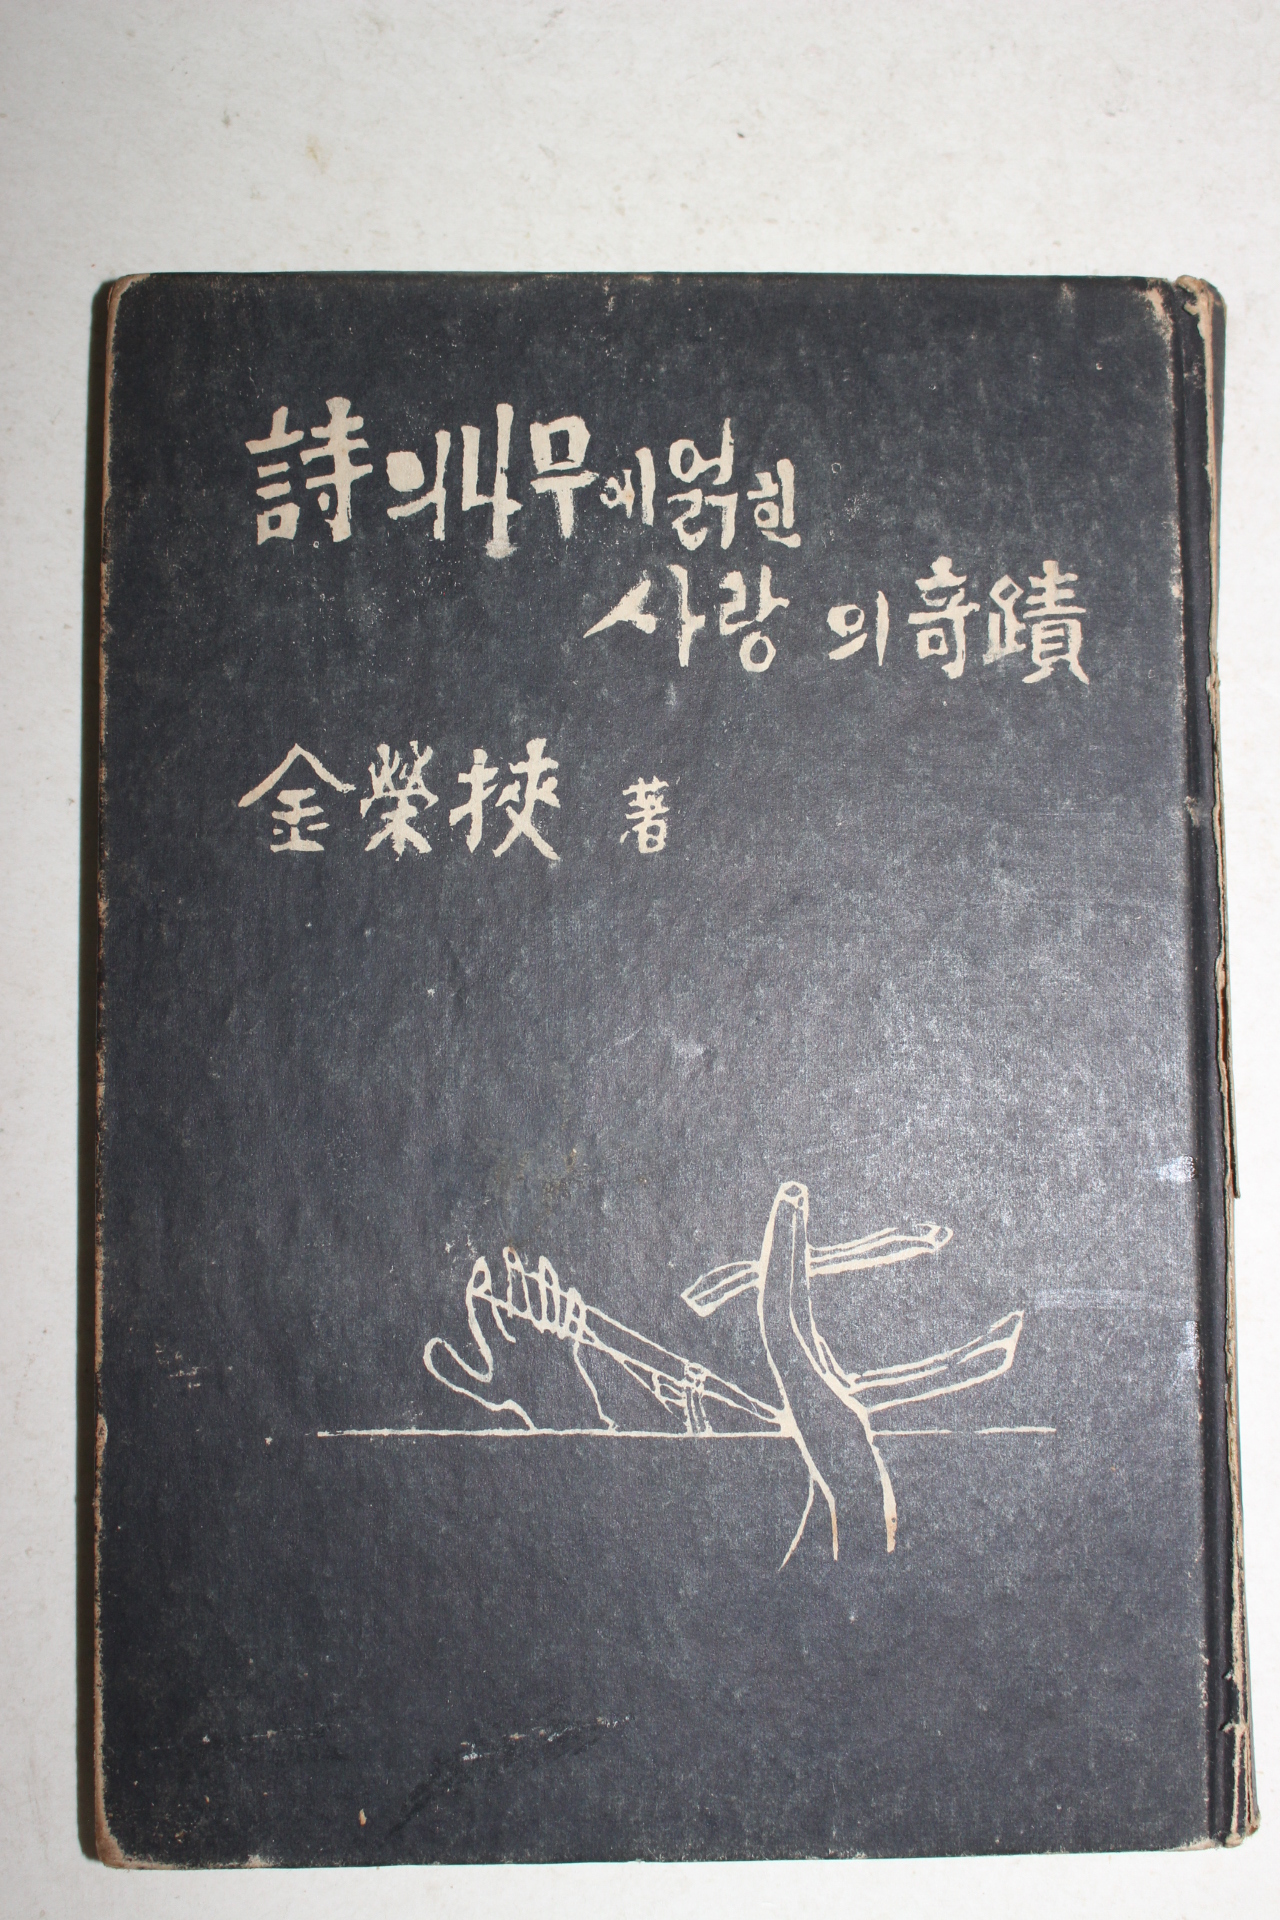 詩의 나무에 얽힌
사랑의 奇蹟
金榮挾 著